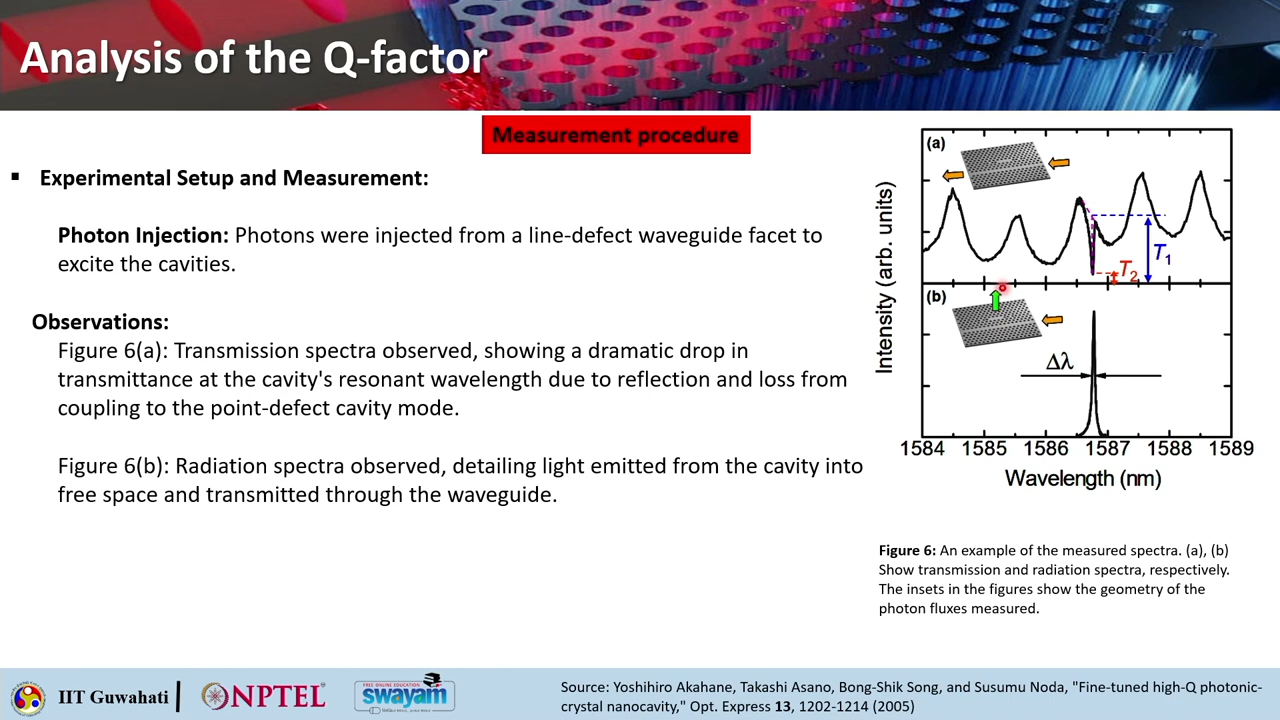 Analysis of the Q-factor
Measurement procedure
▪ Experimental Setup and Measurement:
Photon Injection: Photons were injected from a line-defect waveguide facet to
excite the cavities.
Observations:
Figure 6(a): Transmission spectra observed, showing a dramatic drop in
transmittance at the cavity's resonant wavelength due to reflection and loss from
coupling to the point-defect cavity mode.
Figure 6(b): Radiation spectra observed, detailing light emitted from the cavity into
free space and transmitted through the waveguide.
Intensity (arb. units)
(a)
T1
T2
(b)
Δλ
1584 1585 1586 1587 1588 1589
Wavelength (nm)
Figure 6: An example of the measured spectra. (a), (b)
Show transmission and radiation spectra, respectively.
The insets in the figures show the geometry of the
photon fluxes measured.
IIT Guwahati
NPTEL
FREE ONLINE EDUCATION
swayam
Source: Yoshihiro Akahane, Takashi Asano, Bong-Shik Song, and Susumu Noda, "Fine-tuned high-Q photonic-
crystal nanocavity," Opt. Express 13, 1202-1214 (2005)